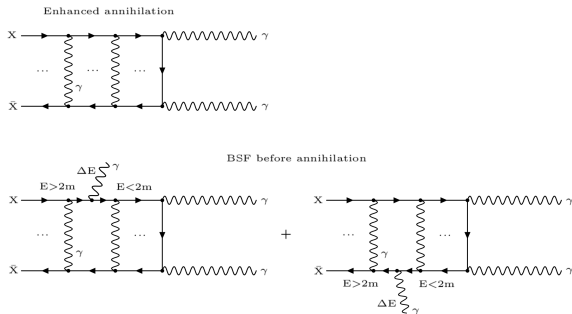 Enhanced annihilation
X γ
... ... ...
γ
X̄ γ
BSF before annihilation
ΔE γ
E>2m E<2m
X γ X γ
... ... ... ...
γ + γ
X̄ γ X̄ γ
E>2m E<2m
ΔE
γ